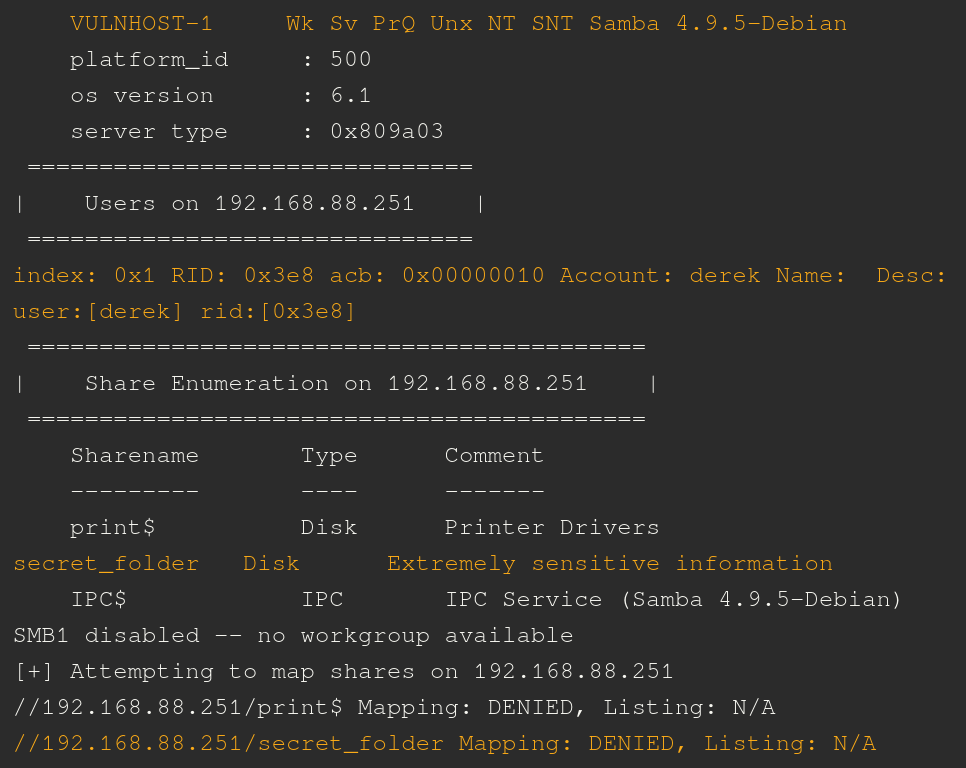 VULNHOST-1     Wk Sv PrQ Unx NT SNT Samba 4.9.5-Debian
platform_id     : 500
os version      : 6.1
server type     : 0x809a03
===============================
|    Users on 192.168.88.251    |
===============================
index: 0x1 RID: 0x3e8 acb: 0x00000010 Account: derek Name:  Desc:
user:[derek] rid:[0x3e8]
===========================================
|    Share Enumeration on 192.168.88.251    |
===========================================
Sharename       Type      Comment
---------       ----      -------
print$          Disk      Printer Drivers
secret_folder   Disk      Extremely sensitive information
IPC$            IPC       IPC Service (Samba 4.9.5-Debian)
SMB1 disabled -- no workgroup available
[+] Attempting to map shares on 192.168.88.251
//192.168.88.251/print$ Mapping: DENIED, Listing: N/A
//192.168.88.251/secret_folder Mapping: DENIED, Listing: N/A